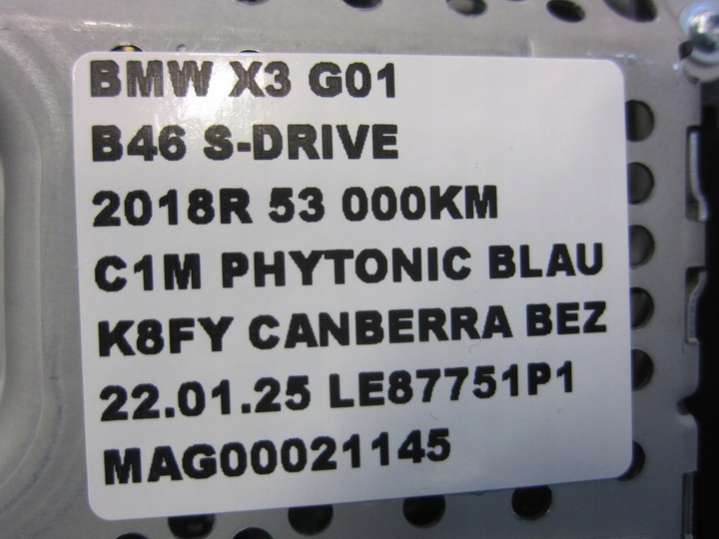 BMW X3 G01
B46 S-DRIVE
2018R 53 000KM
C1M PHYTONIC BLAU
K8FY CANBERRA BEZ
22.01.25 LE87751P1
MAG00021145